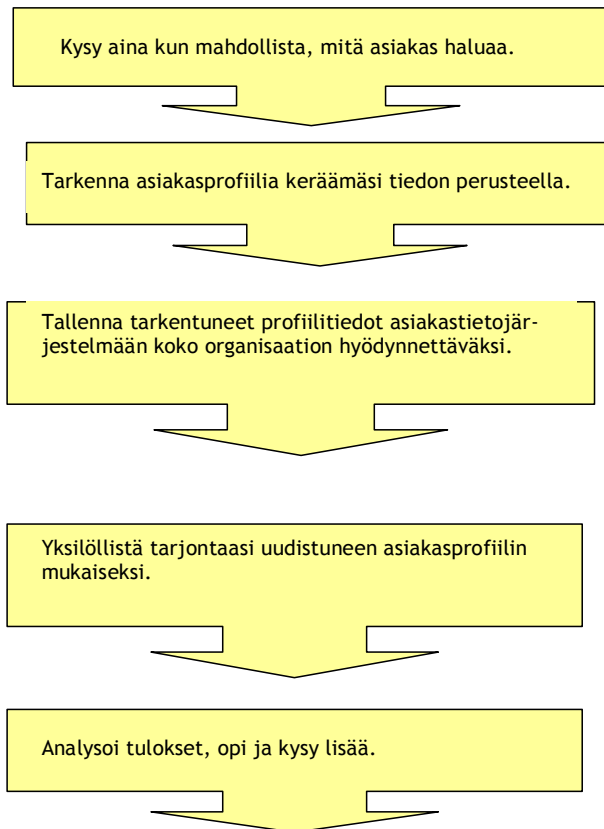 Kysy aina kun mahdollista, mitä asiakas haluaa.
Tarkenna asiakasprofiilia keräämäsi tiedon perusteella.
Tallenna tarkentuneet profiilitiedot asiakastietojär-
jestelmään koko organisaation hyödynnettäväksi.
Yksilöllistä tarjontaasi uudistuneen asiakasprofiilin
mukaiseksi.
Analysoi tulokset, opi ja kysy lisää.